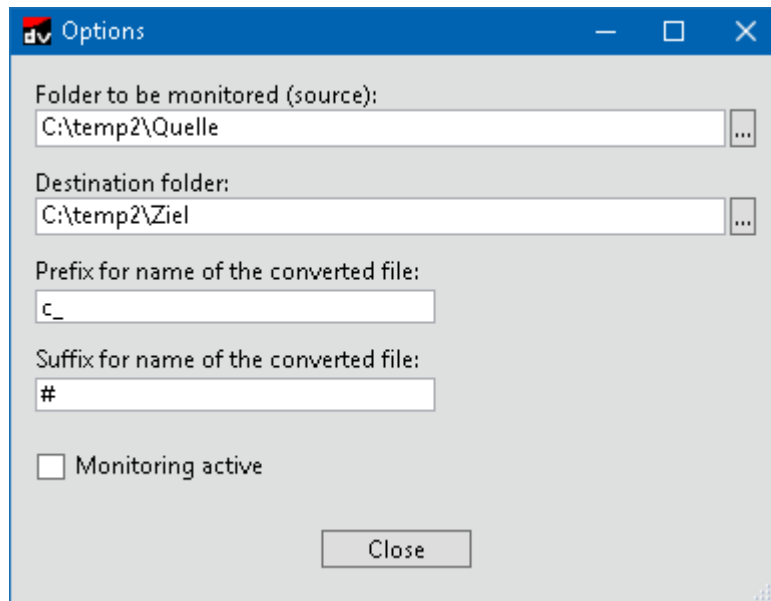 dv Options
Folder to be monitored (source):
C:\temp2\Quelle
...
Destination folder:
C:\temp2\Ziel
...
Prefix for name of the converted file:
c_
Suffix for name of the converted file:
#
Monitoring active
Close